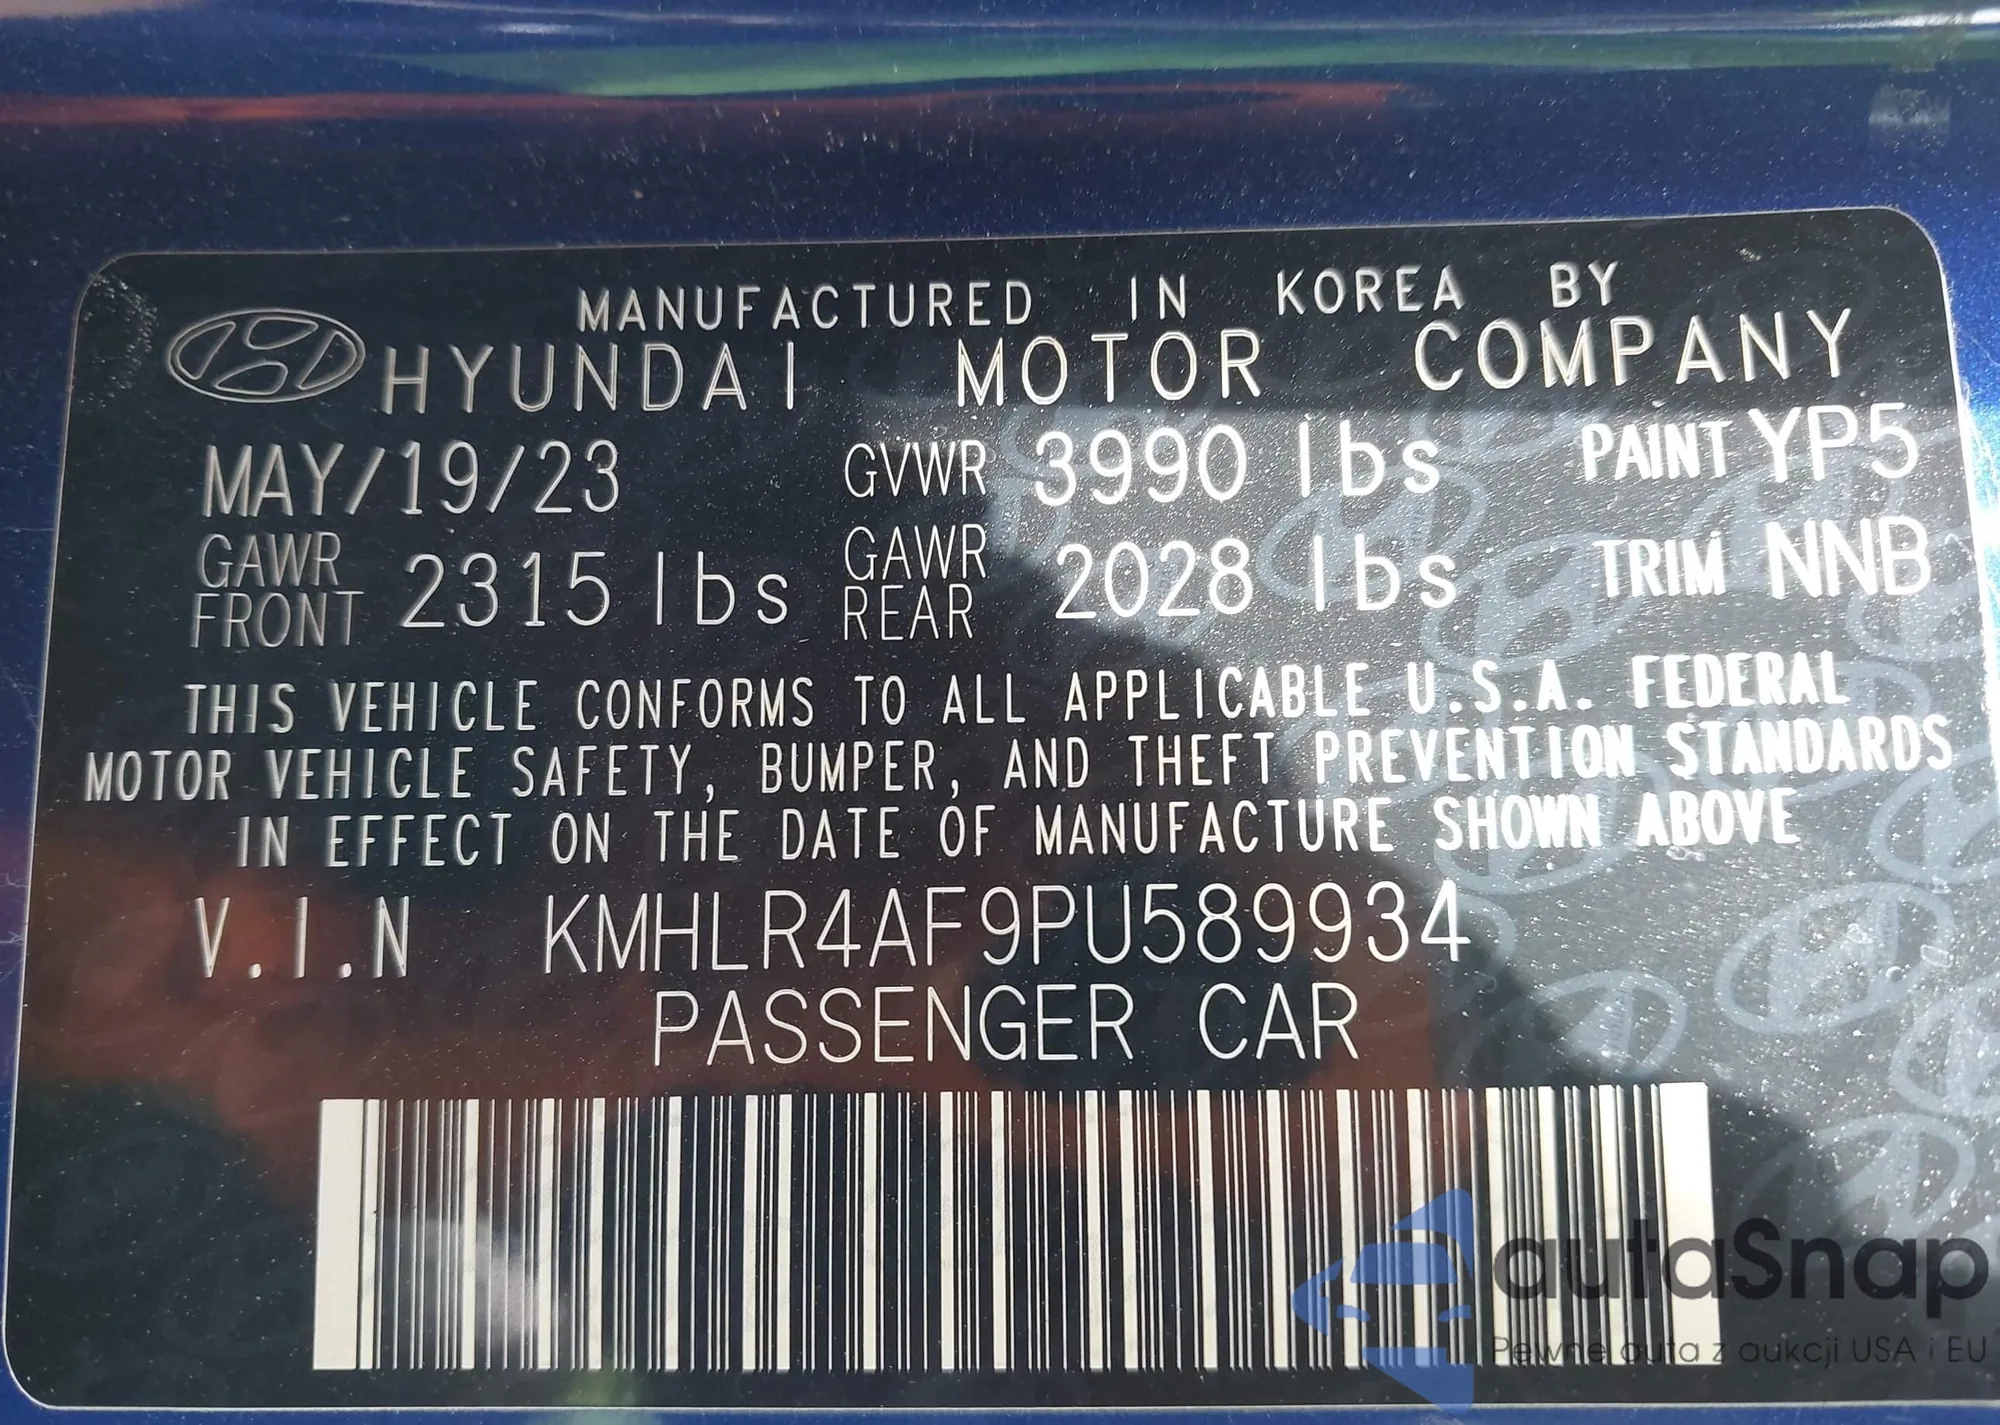 MANUFACTURED IN KOREA BY
HYUNDAI MOTOR COMPANY
MAY/19/23 GVWR 3990 lbs PAINT YP5
GAWR FRONT 2315 lbs GAWR REAR 2028 lbs TRIM NNB
THIS VEHICLE CONFORMS TO ALL APPLICABLE U.S.A. FEDERAL
MOTOR VEHICLE SAFETY, BUMPER, AND THEFT PREVENTION STANDARDS
IN EFFECT ON THE DATE OF MANUFACTURE SHOWN ABOVE
V.I.N KMHLR4AF9PU589934
PASSENGER CAR
autaSnap
Pewne auta z aukcji USA i EU